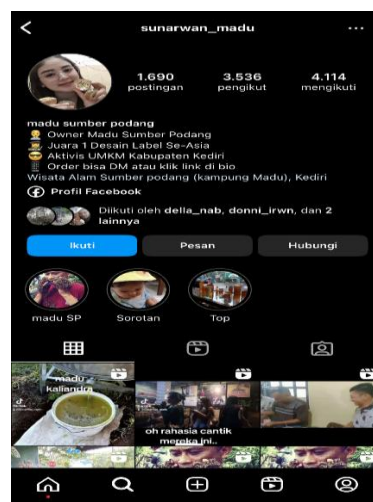 sunarwan_madu
1.690 3.536 4.114
postingan pengikut mengikuti
madu sumber podang
Owner Madu Sumber Podang
Juara 1 Desain Label Se-Asia
Aktivis UMKM Kabupaten Kediri
Order bisa DM atau klik link di bio
Wisata Alam Sumber podang (kampung Madu), Kediri
Profil Facebook
Diikuti oleh della_nab, donni_irwn, dan 2
lainnya
Ikuti Pesan Hubungi
madu SP Sorotan Top
madu
kaliandra
oh rahasia cantik
mereka ini..